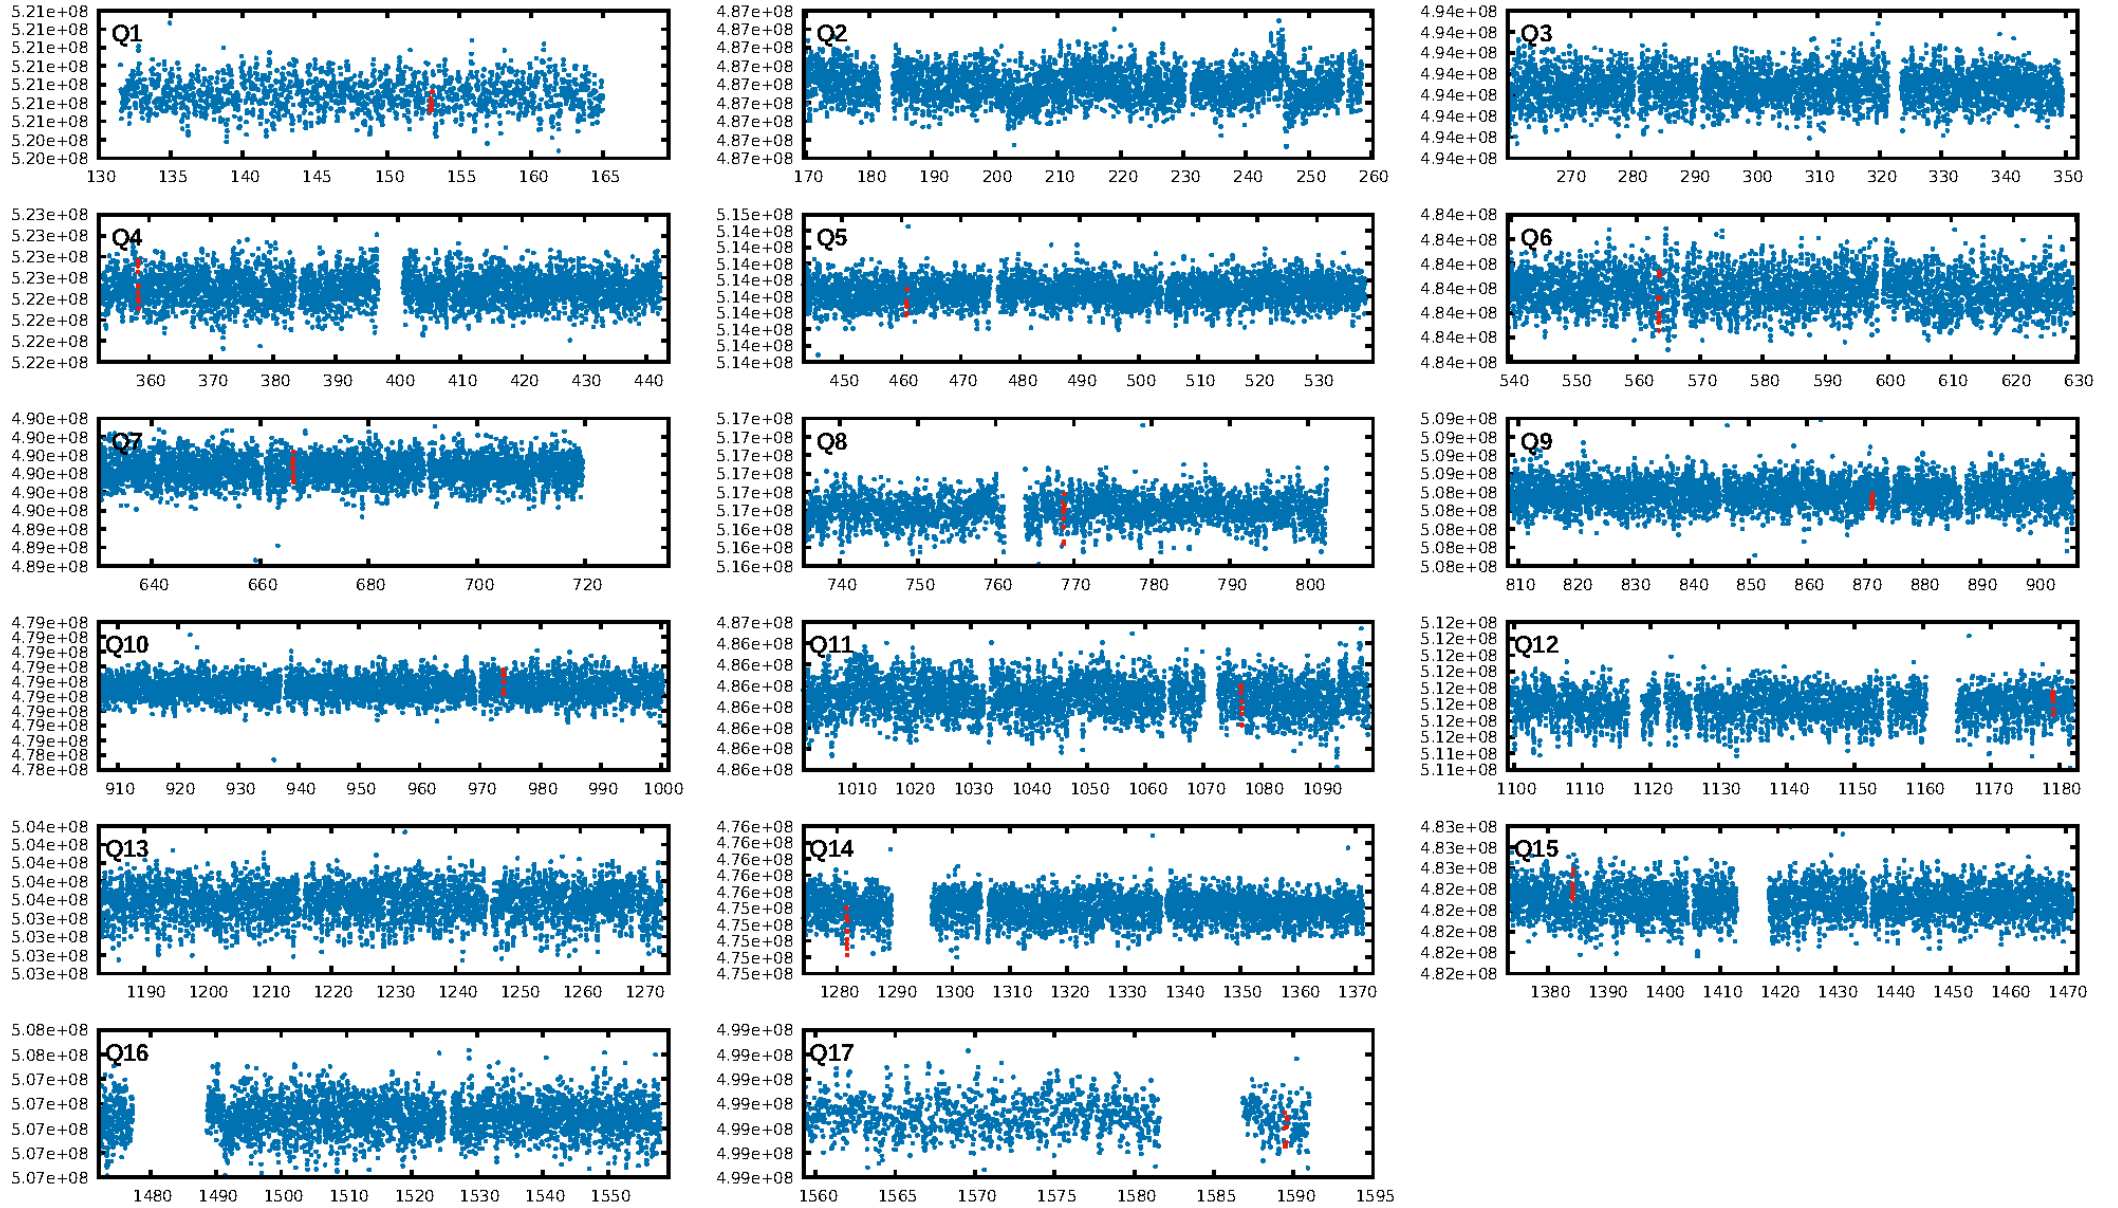 Q1
5.21e+08
5.21e+08
5.21e+08
5.21e+08
5.21e+08
5.21e+08
5.21e+08
5.20e+08
5.20e+08
130 135 140 145 150 155 160 165
Q2
4.87e+08
4.87e+08
4.87e+08
4.87e+08
4.87e+08
4.87e+08
4.87e+08
4.87e+08
4.87e+08
170 180 190 200 210 220 230 240 250 260
Q3
4.94e+08
4.94e+08
4.94e+08
4.94e+08
4.94e+08
4.94e+08
4.94e+08
4.94e+08
270 280 290 300 310 320 330 340 350
Q4
5.23e+08
5.23e+08
5.23e+08
5.23e+08
5.22e+08
5.22e+08
5.22e+08
5.22e+08
360 370 380 390 400 410 420 430 440
Q5
5.15e+08
5.14e+08
5.14e+08
5.14e+08
5.14e+08
5.14e+08
5.14e+08
5.14e+08
5.14e+08
5.14e+08
450 460 470 480 490 500 510 520 530
Q6
4.84e+08
4.84e+08
4.84e+08
4.84e+08
4.84e+08
4.84e+08
4.84e+08
540 550 560 570 580 590 600 610 620 630
Q7
4.90e+08
4.90e+08
4.90e+08
4.90e+08
4.90e+08
4.90e+08
4.89e+08
4.89e+08
4.89e+08
640 660 680 700 720
Q8
5.17e+08
5.17e+08
5.17e+08
5.17e+08
5.17e+08
5.17e+08
5.16e+08
5.16e+08
5.16e+08
740 750 760 770 780 790 800
Q9
5.09e+08
5.09e+08
5.09e+08
5.09e+08
5.08e+08
5.08e+08
5.08e+08
5.08e+08
5.08e+08
810 820 830 840 850 860 870 880 890 900
Q10
4.79e+08
4.79e+08
4.79e+08
4.79e+08
4.79e+08
4.79e+08
4.79e+08
4.79e+08
4.79e+08
4.78e+08
4.78e+08
910 920 930 940 950 960 970 980 990 1000
Q11
4.87e+08
4.86e+08
4.86e+08
4.86e+08
4.86e+08
4.86e+08
4.86e+08
4.86e+08
1010 1020 1030 1040 1050 1060 1070 1080 1090
Q12
5.12e+08
5.12e+08
5.12e+08
5.12e+08
5.12e+08
5.12e+08
5.12e+08
5.12e+08
5.11e+08
5.11e+08
1100 1110 1120 1130 1140 1150 1160 1170 1180
Q13
5.04e+08
5.04e+08
5.04e+08
5.04e+08
5.04e+08
5.03e+08
5.03e+08
5.03e+08
5.03e+08
1190 1200 1210 1220 1230 1240 1250 1260 1270
Q14
4.76e+08
4.76e+08
4.76e+08
4.76e+08
4.76e+08
4.75e+08
4.75e+08
4.75e+08
4.75e+08
4.75e+08
1280 1290 1300 1310 1320 1330 1340 1350 1360 1370
Q15
4.83e+08
4.83e+08
4.83e+08
4.82e+08
4.82e+08
4.82e+08
4.82e+08
4.82e+08
1380 1390 1400 1410 1420 1430 1440 1450 1460 1470
Q16
5.08e+08
5.08e+08
5.07e+08
5.07e+08
5.07e+08
5.07e+08
5.07e+08
1480 1490 1500 1510 1520 1530 1540 1550
Q17
4.99e+08
4.99e+08
4.99e+08
4.99e+08
4.99e+08
4.99e+08
4.99e+08
1560 1565 1570 1575 1580 1585 1590 1595